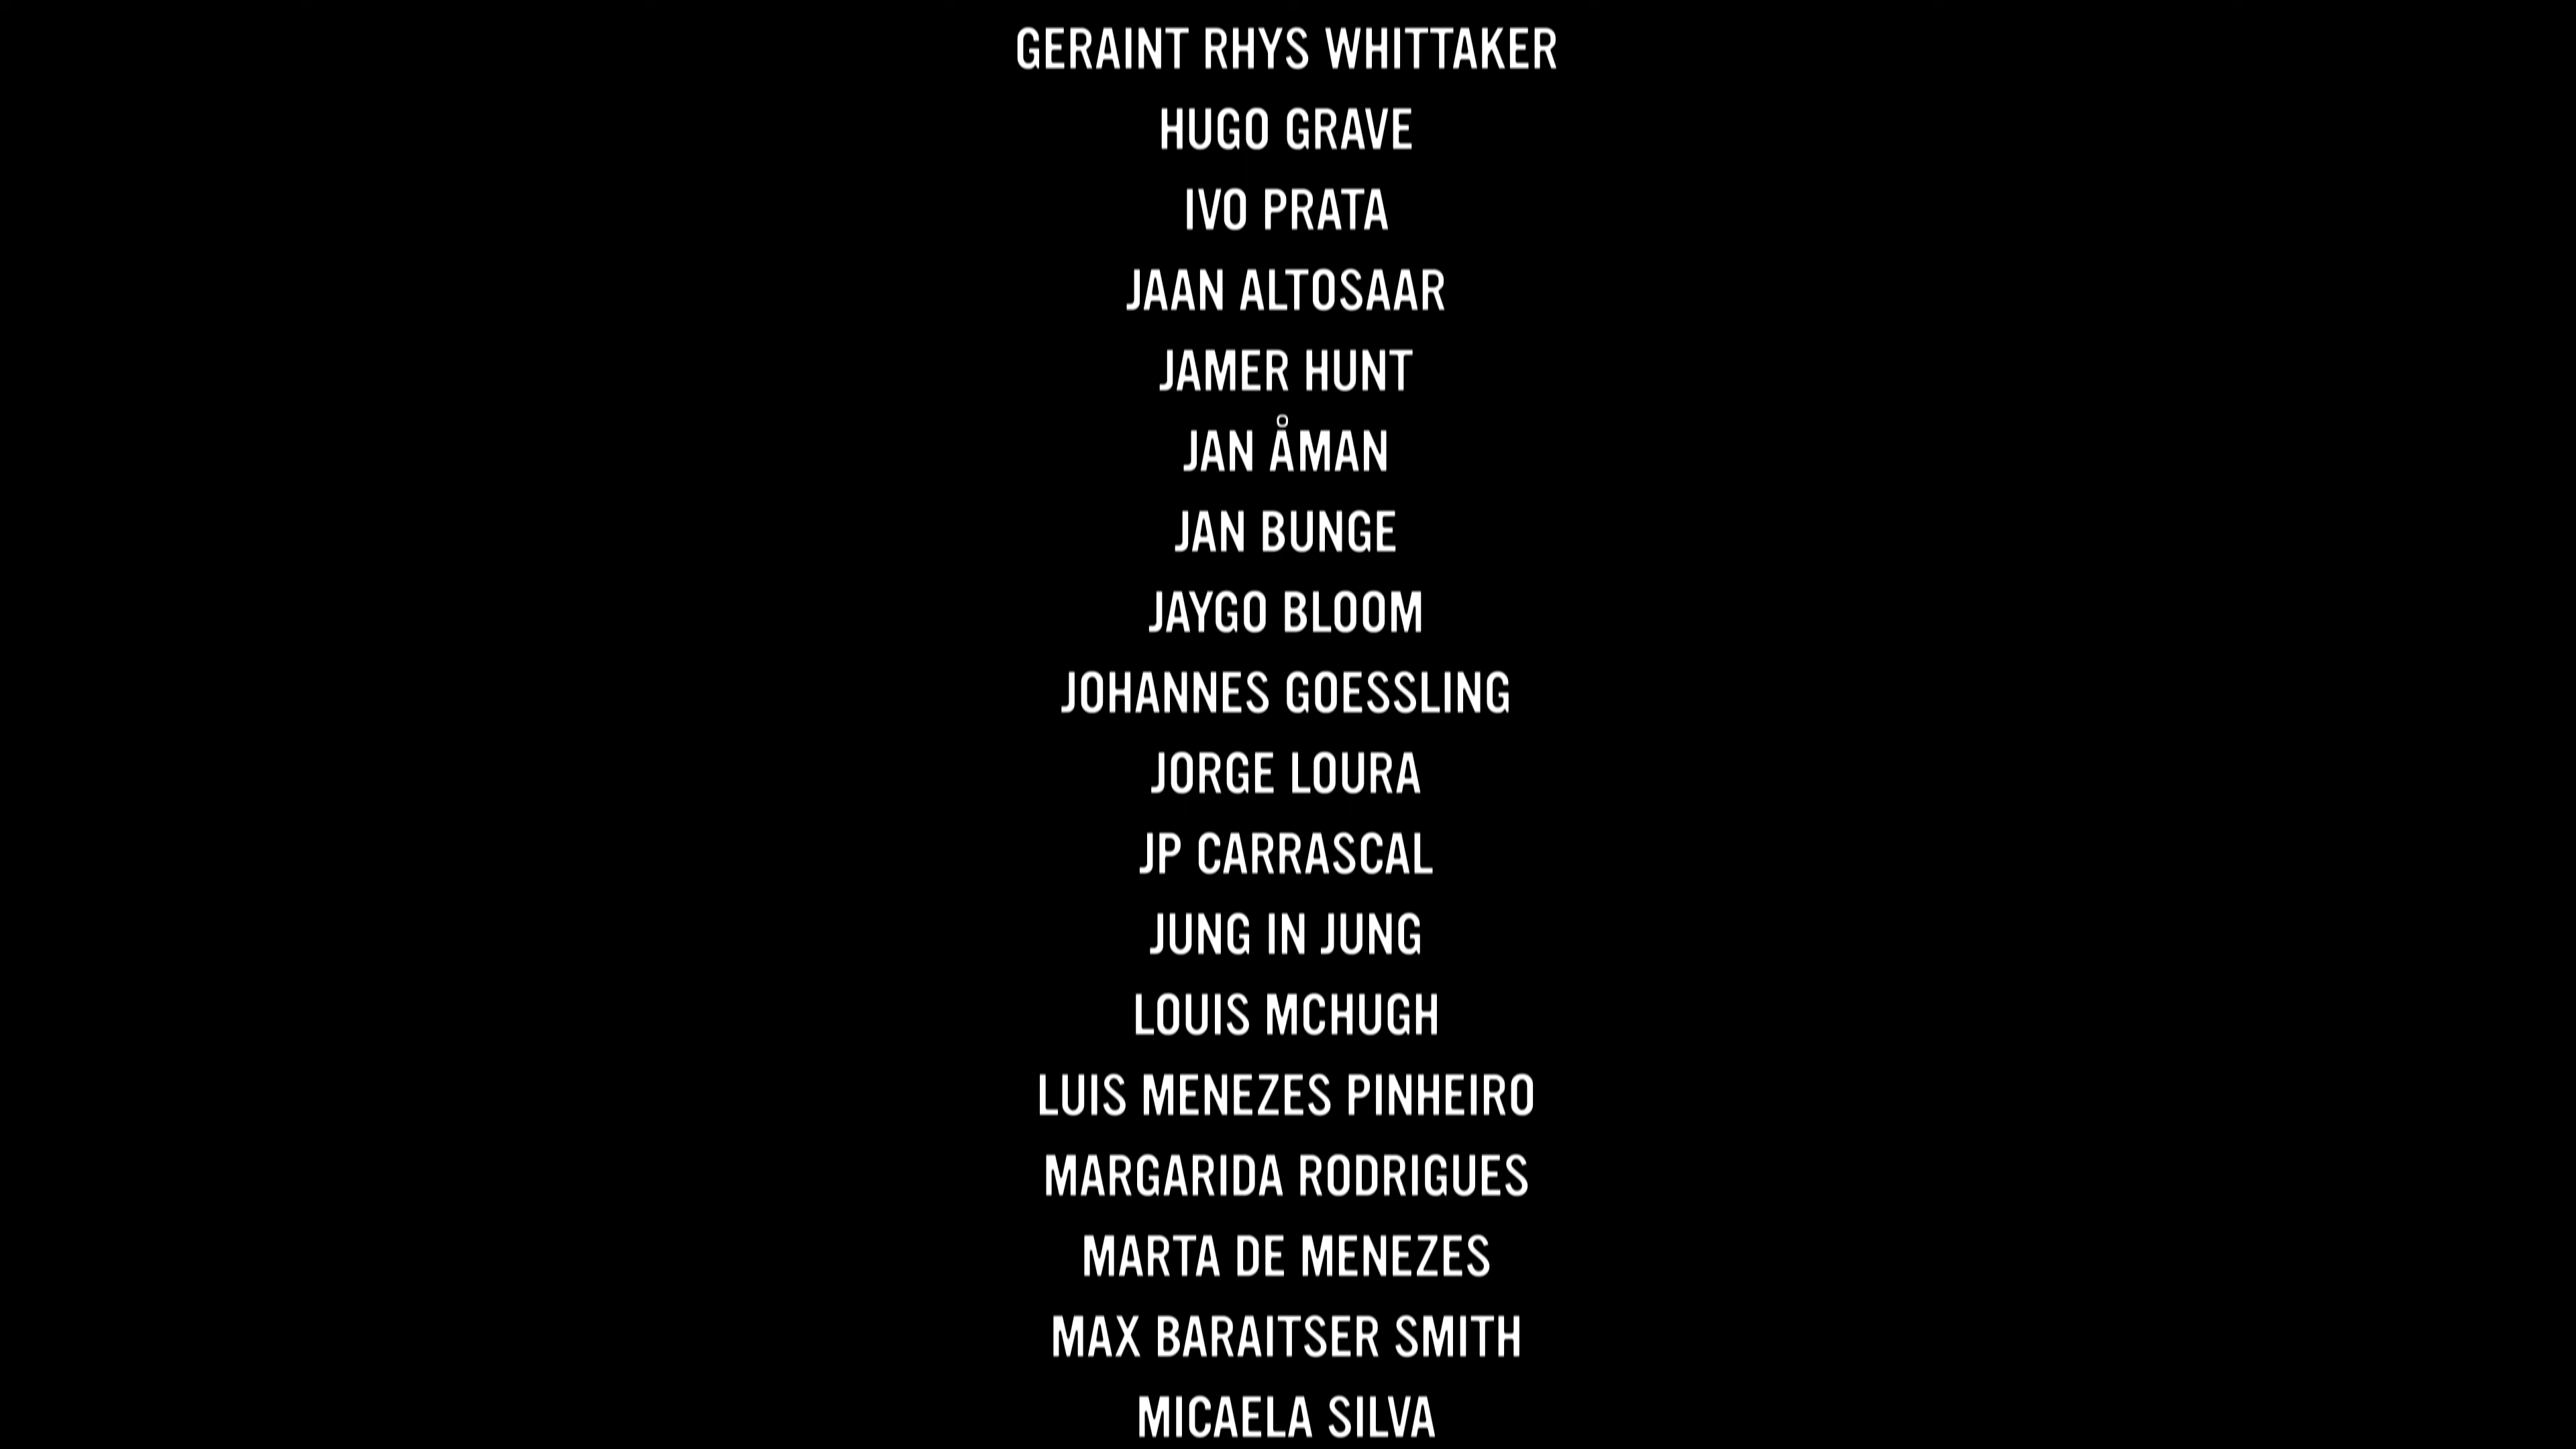 GERAINT RHYS WHITTAKER
HUGO GRAVE
IVO PRATA
JAAN ALTOSAAR
JAMER HUNT
JAN ÅMAN
JAN BUNGE
JAYGO BLOOM
JOHANNES GOESSLING
JORGE LOURA
JP CARRASCAL
JUNG IN JUNG
LOUIS MCHUGH
LUIS MENEZES PINHEIRO
MARGARIDA RODRIGUES
MARTA DE MENEZES
MAX BARAITSER SMITH
MICAELA SILVA